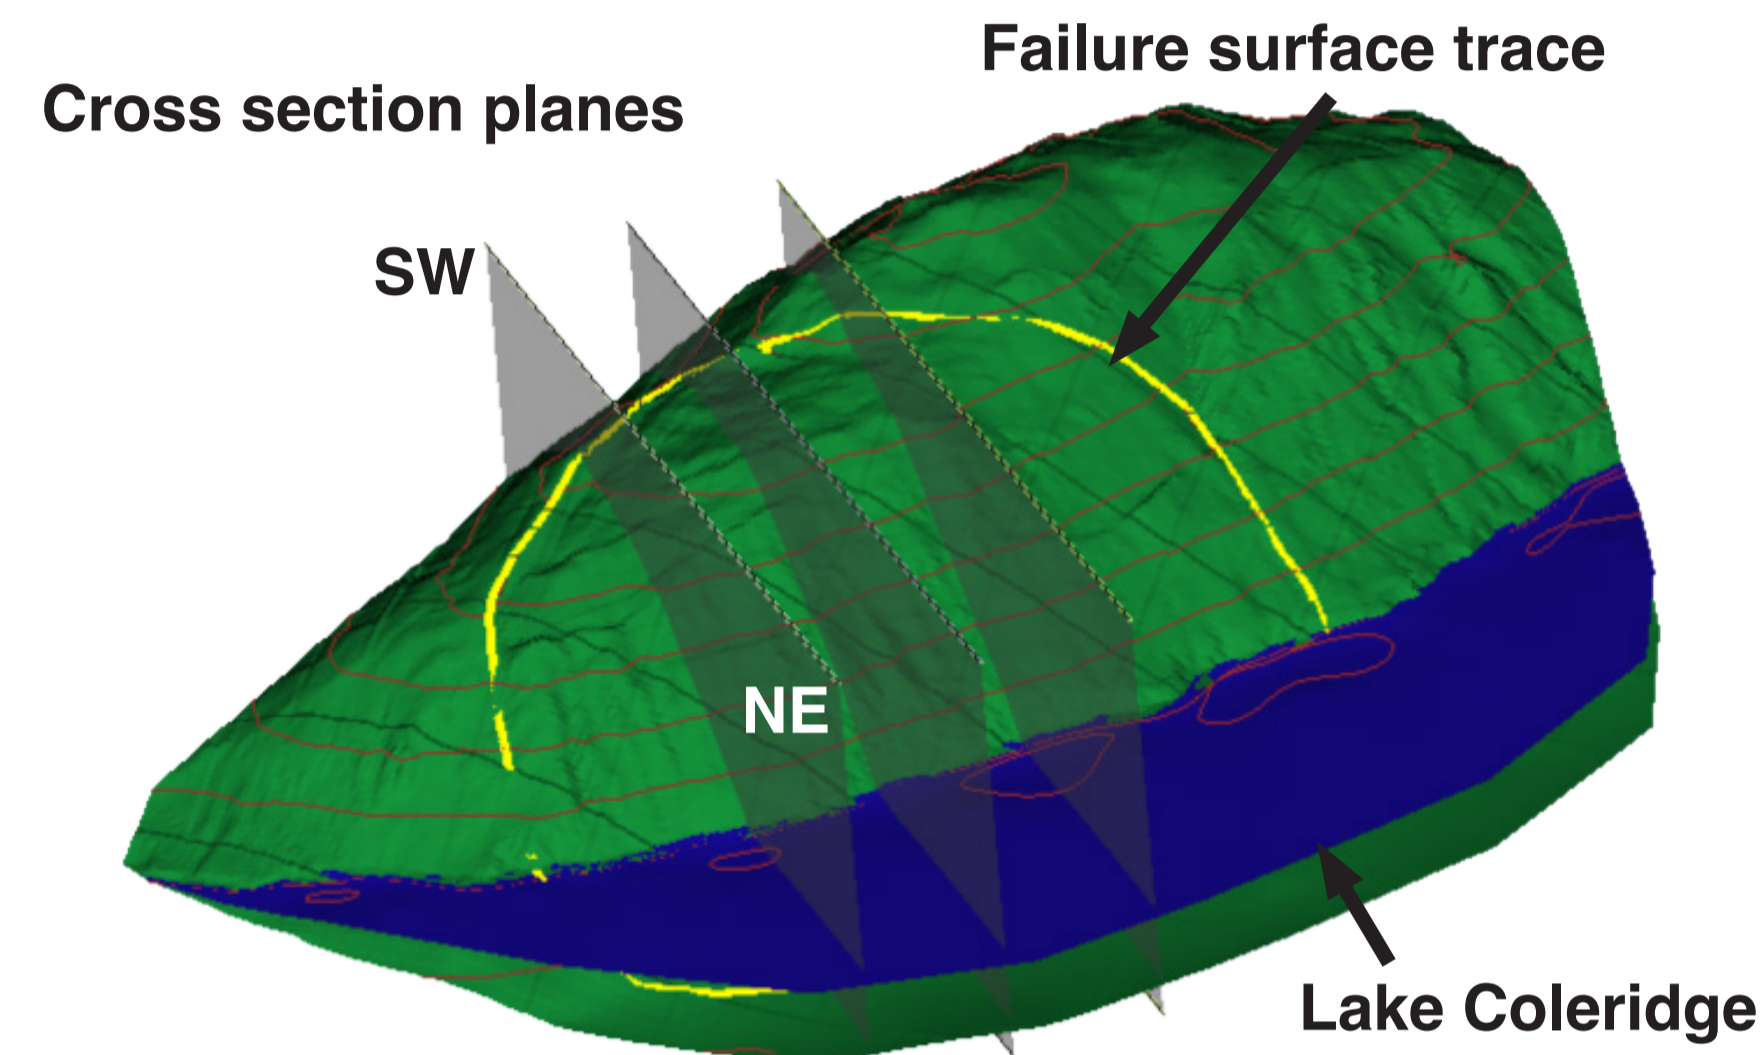 Failure surface trace
Cross section planes
SW
NE
Lake Coleridge